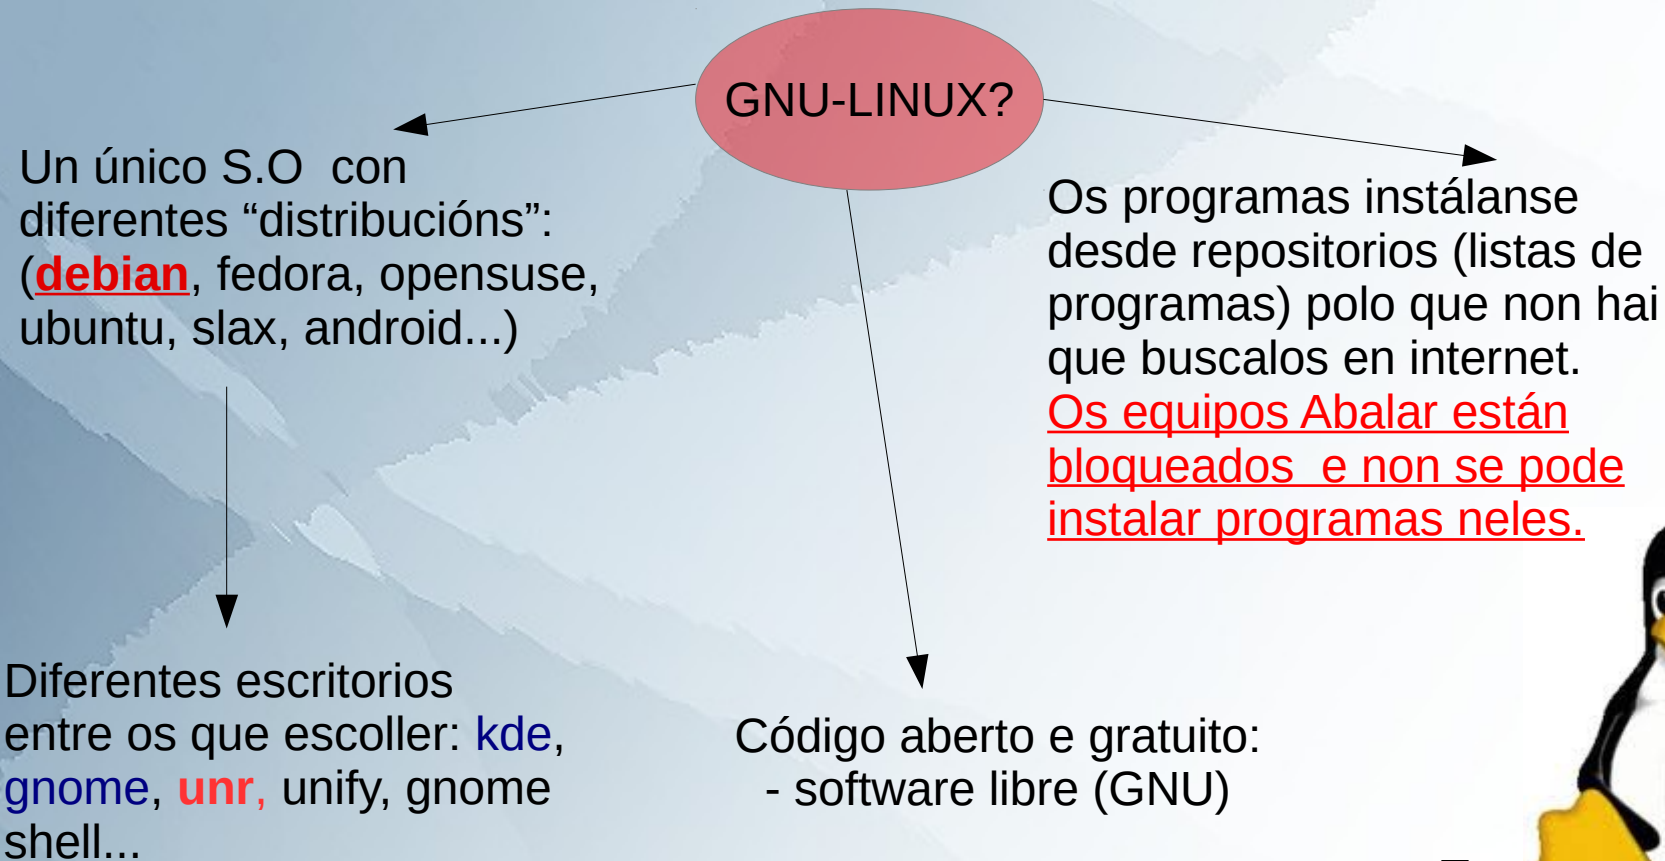 GNU-LINUX?
Un único S.O  con
diferentes “distribucións”:
(debian, fedora, opensuse,
ubuntu, slax, android...)
Os programas instálanse
desde repositorios (listas de
programas) polo que non hai
que buscalos en internet.
Os equipos Abalar están
bloqueados  e non se pode
instalar programas neles.
Diferentes escritorios
entre os que escoller: kde,
gnome, unr, unify, gnome
shell...
Código aberto e gratuito:
- software libre (GNU)